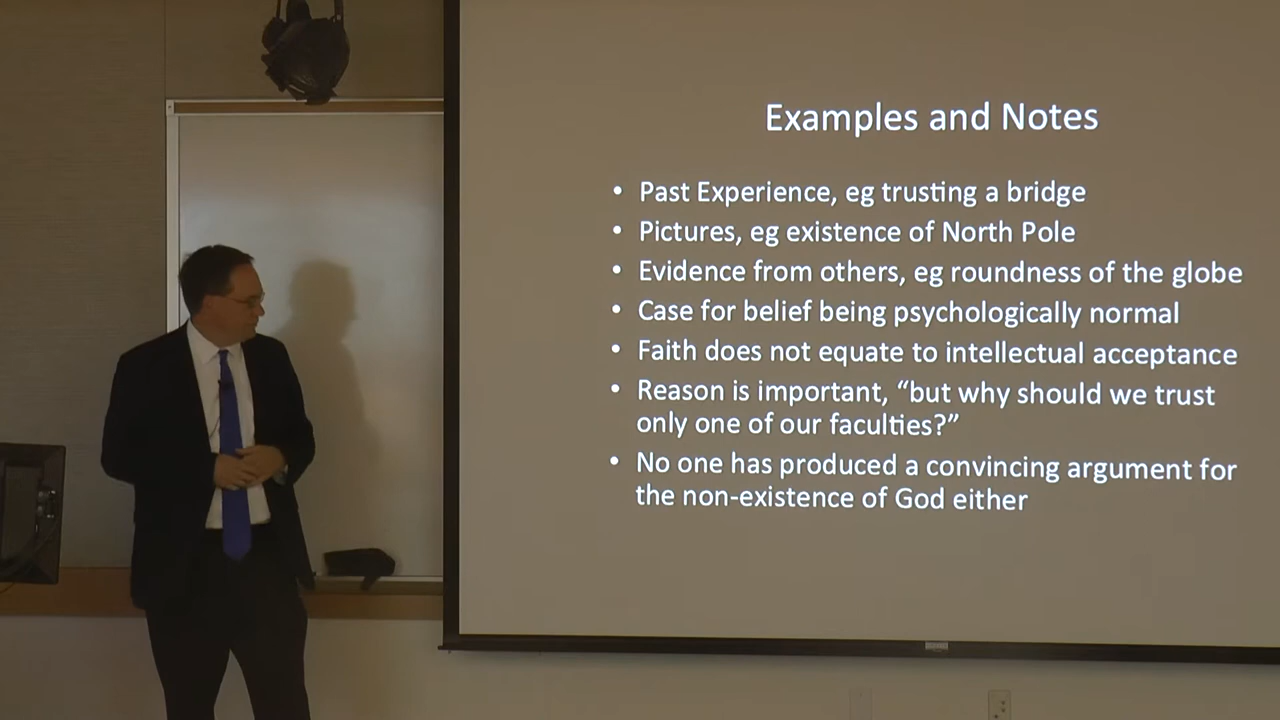 Examples and Notes
• Past Experience, eg trusting a bridge
• Pictures, eg existence of North Pole
• Evidence from others, eg roundness of the globe
• Case for belief being psychologically normal
• Faith does not equate to intellectual acceptance
• Reason is important, “but why should we trust
only one of our faculties?”
• No one has produced a convincing argument for
the non-existence of God either